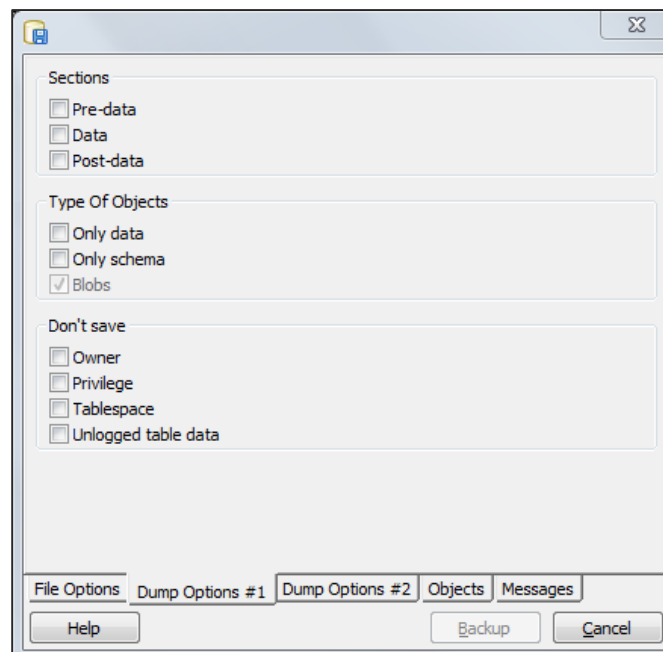 Sections
Pre-data
Data
Post-data
Type Of Objects
Only data
Only schema
Blobs
Don't save
Owner
Privilege
Tablespace
Unlogged table data
File Options
Dump Options #1
Dump Options #2
Objects
Messages
Help
Backup
Cancel